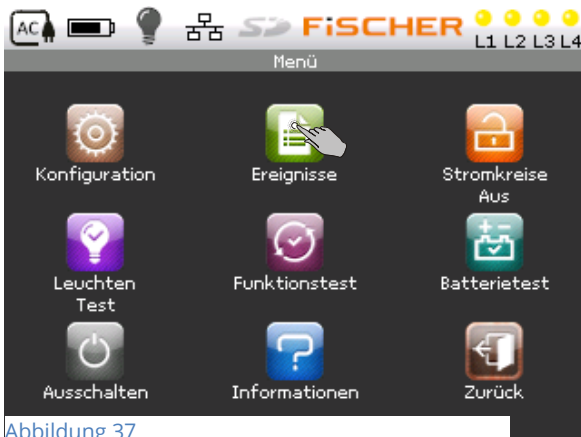 AC
SD FiSCHER
L1 L2 L3 L4
Menü
Konfiguration
Ereignisse
Stromkreise
Aus
Leuchten
Test
Funktionstest
Batterietest
Ausschalten
Informationen
Zurück
Abbildung 37